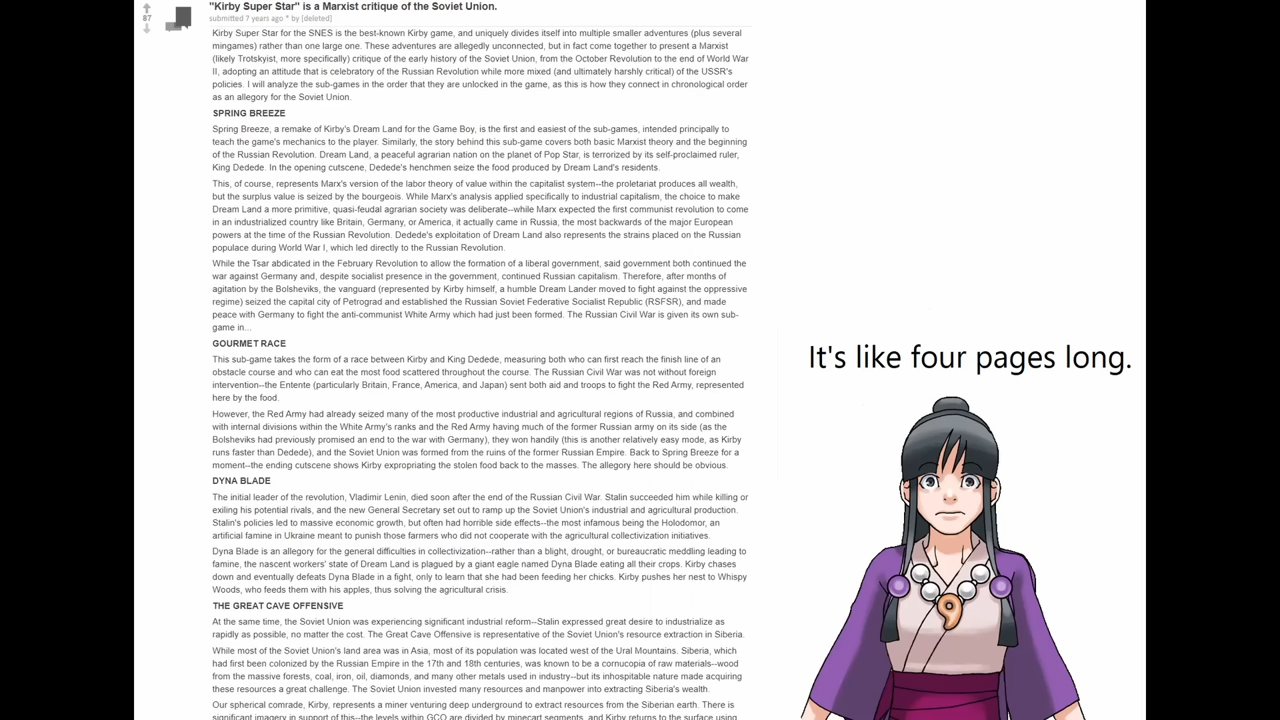 "Kirby Super Star" is a Marxist critique of the Soviet Union.
87
submitted 7 years ago * by [deleted]
Kirby Super Star for the SNES is the best-known Kirby game, and uniquely divides itself into multiple smaller adventures (plus several
mingames) rather than one large one. These adventures are allegedly unconnected, but in fact come together to present a Marxist
(likely Trotskyist, more specifically) critique of the early history of the Soviet Union, from the October Revolution to the end of World War
II, adopting an attitude that is celebratory of the Russian Revolution while more mixed (and ultimately harshly critical) of the USSR's
policies. I will analyze the sub-games in the order that they are unlocked in the game, as this is how they connect in chronological order
as an allegory for the Soviet Union.
SPRING BREEZE
Spring Breeze, a remake of Kirby's Dream Land for the Game Boy, is the first and easiest of the sub-games, intended principally to
teach the game's mechanics to the player. Similarly, the story behind this sub-game covers both basic Marxist theory and the beginning
of the Russian Revolution. Dream Land, a peaceful agrarian nation on the planet of Pop Star, is terrorized by its self-proclaimed ruler,
King Dedede. In the opening cutscene, Dedede's henchmen seize the food produced by Dream Land's residents.
This, of course, represents Marx's version of the labor theory of value within the capitalist system--the proletariat produces all wealth,
but the surplus value is seized by the bourgeois. While Marx's analysis applied specifically to industrial capitalism, the choice to make
Dream Land a more primitive, quasi-feudal agrarian society was deliberate--while Marx expected the first communist revolution to come
in an industrialized country like Britain, Germany, or America, it actually came in Russia, the most backwards of the major European
powers at the time of the Russian Revolution. Dedede's exploitation of Dream Land also represents the strains placed on the Russian
populace during World War I, which led directly to the Russian Revolution.
While the Tsar abdicated in the February Revolution to allow the formation of a liberal government, said government both continued the
war against Germany and, despite socialist presence in the government, continued Russian capitalism. Therefore, after months of
agitation by the Bolsheviks, the vanguard (represented by Kirby himself, a humble Dream Lander moved to fight against the oppressive
regime) seized the capital city of Petrograd and established the Russian Soviet Federative Socialist Republic (RSFSR), and made
peace with Germany to fight the anti-communist White Army which had just been formed. The Russian Civil War is given its own sub-
game in...
GOURMET RACE
This sub-game takes the form of a race between Kirby and King Dedede, measuring both who can first reach the finish line of an
obstacle course and who can eat the most food scattered throughout the course. The Russian Civil War was not without foreign
intervention--the Entente (particularly Britain, France, America, and Japan) sent both aid and troops to fight the Red Army, represented
here by the food.
However, the Red Army had already seized many of the most productive industrial and agricultural regions of Russia, and combined
with internal divisions within the White Army's ranks and the Red Army having much of the former Russian army on its side (as the
Bolsheviks had previously promised an end to the war with Germany), they won handily (this is another relatively easy mode, as Kirby
runs faster than Dedede), and the Soviet Union was formed from the ruins of the former Russian Empire. Back to Spring Breeze for a
moment--the ending cutscene shows Kirby expropriating the stolen food back to the masses. The allegory here should be obvious.
It's like four pages long.
DYNA BLADE
The initial leader of the revolution, Vladimir Lenin, died soon after the end of the Russian Civil War. Stalin succeeded him while killing or
exiling his potential rivals, and the new General Secretary set out to ramp up the Soviet Union's industrial and agricultural production.
Stalin's policies led to massive economic growth, but often had horrible side effects--the most infamous being the Holodomor, an
artificial famine in Ukraine meant to punish those farmers who did not cooperate with the agricultural collectivization initiatives.
Dyna Blade is an allegory for the general difficulties in collectivization--rather than a blight, drought, or bureaucratic meddling leading to
famine, the nascent workers' state of Dream Land is plagued by a giant eagle named Dyna Blade eating all their crops. Kirby chases
down and eventually defeats Dyna Blade in a fight, only to learn that she had been feeding her chicks. Kirby pushes her nest to Whispy
Woods, who feeds them with his apples, thus solving the agricultural crisis.
THE GREAT CAVE OFFENSIVE
At the same time, the Soviet Union was experiencing significant industrial reform--Stalin expressed great desire to industrialize as
rapidly as possible, no matter the cost. The Great Cave Offensive is representative of the Soviet Union's resource extraction in Siberia.
While most of the Soviet Union's land area was in Asia, most of its population was located west of the Ural Mountains. Siberia, which
had first been colonized by the Russian Empire in the 17th and 18th centuries, was known to be a cornucopia of raw materials--wood
from the massive forests, coal, iron, oil, diamonds, and many other metals used in industry--but its inhospitable nature made acquiring
these resources a great challenge. The Soviet Union invested many resources and manpower into extracting Siberia's wealth.
Our spherical comrade, Kirby, represents a miner venturing deep underground to extract resources from the Siberian earth. There is
significant imagery in support of this--the levels within GCO are divided by minecart segments, and Kirby returns to the surface using